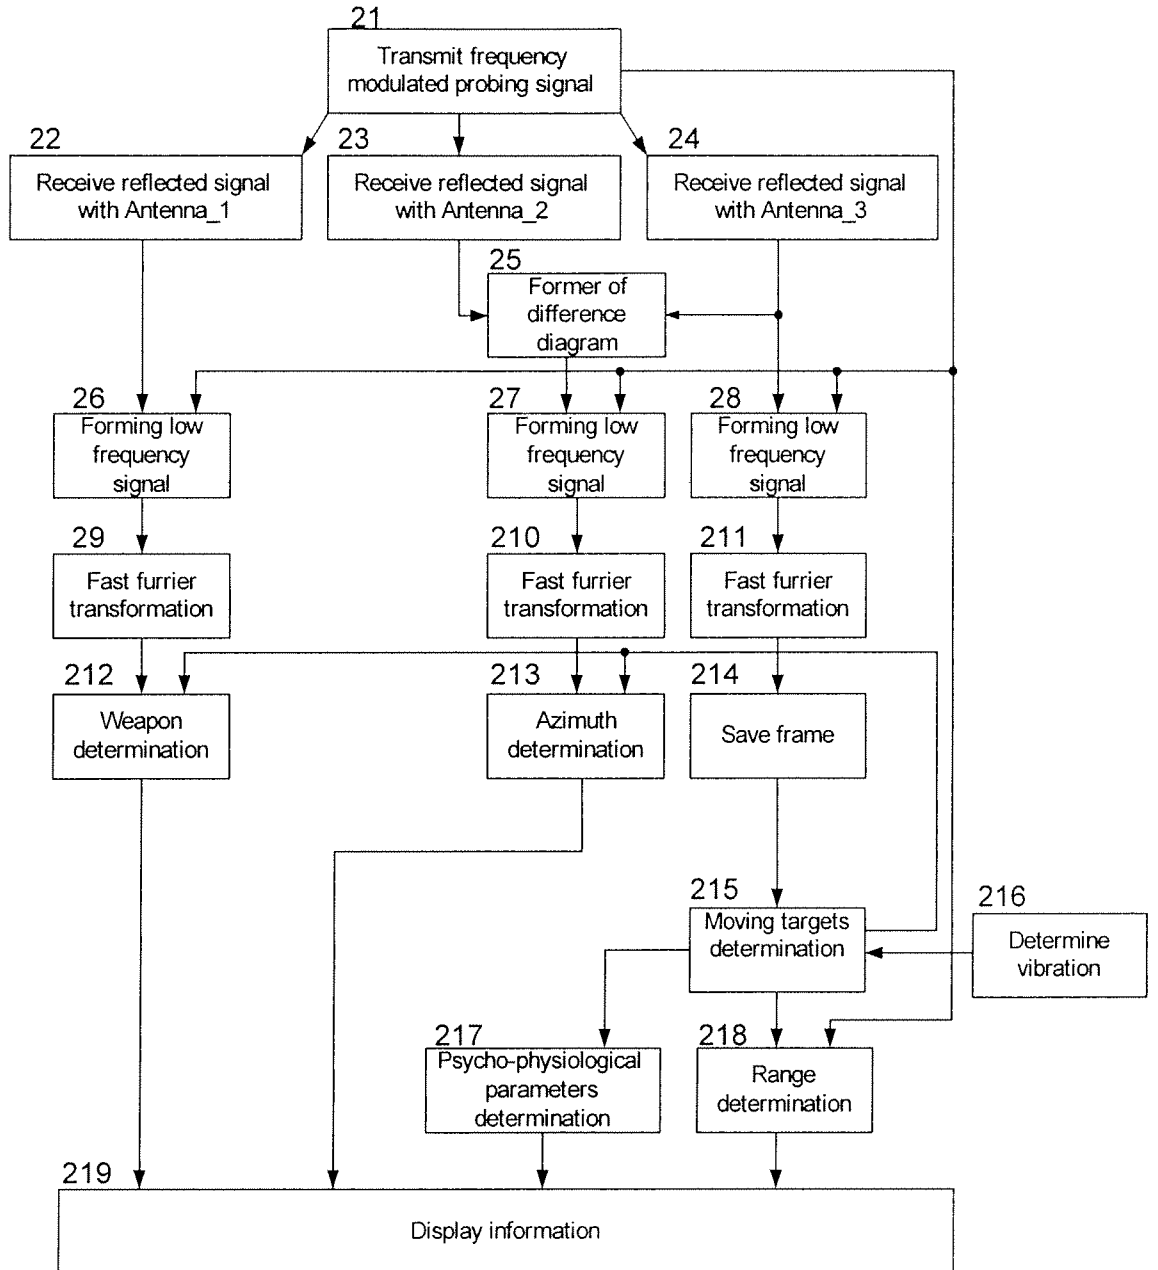 21
Transmit frequency
modulated probing signal
22
Receive reflected signal
with Antenna_1
23
Receive reflected signal
with Antenna_2
24
Receive reflected signal
with Antenna_3
25
Former of
difference
diagram
26
Forming low
frequency
signal
27
Forming low
frequency
signal
28
Forming low
frequency
signal
29
Fast furrier
transformation
210
Fast furrier
transformation
211
Fast furrier
transformation
212
Weapon
determination
213
Azimuth
determination
214
Save frame
215
Moving targets
determination
216
Determine
vibration
217
Psycho-physiological
parameters
determination
218
Range
determination
219
Display information